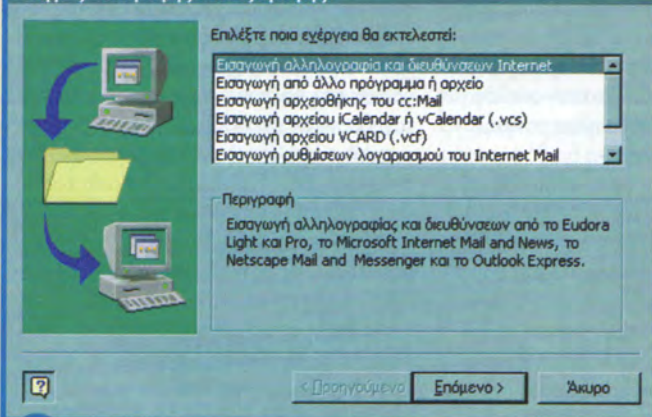 Επιλέξτε ποια εχέργεια θα εκτελεστεί:
Εισαγωγή αλληλογραφία και διευθύνσεων Internet
Εισαγωγή από άλλο πρόγραμμα ή αρχείο
Εισαγωγή αρχειοθήκης του cc:Mail
Εισαγωγή αρχείου iCalendar ή vCalendar (.vcs)
Εισαγωγή αρχείου VCARD (.vcf)
Εισαγωγή ρυθμίσεων λογαριασμού του Internet Mail
Περιγραφή
Εισαγωγή αλληλογραφίας και διευθύνσεων από το Eudora
Light και Pro, το Microsoft Internet Mail and News, το
Netscape Mail and Messenger και το Outlook Express.
< Προηγούμενο Επόμενο > Άκυρο